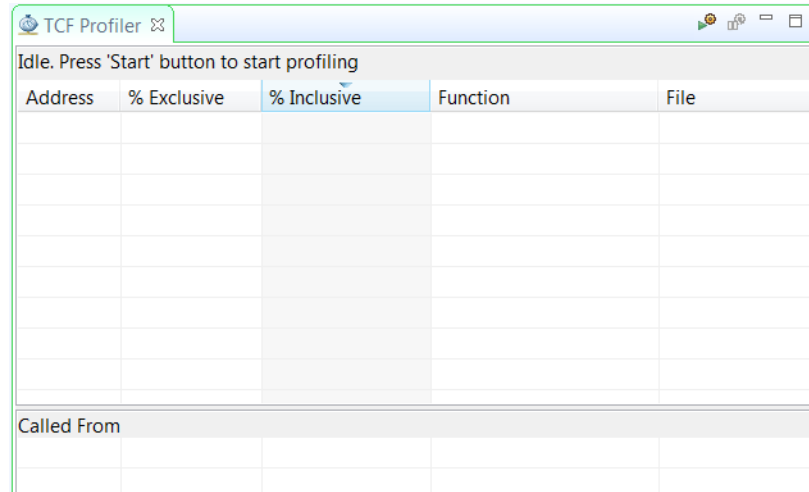 TCF Profiler
Idle. Press 'Start' button to start profiling
Address % Exclusive % Inclusive Function File
Called From